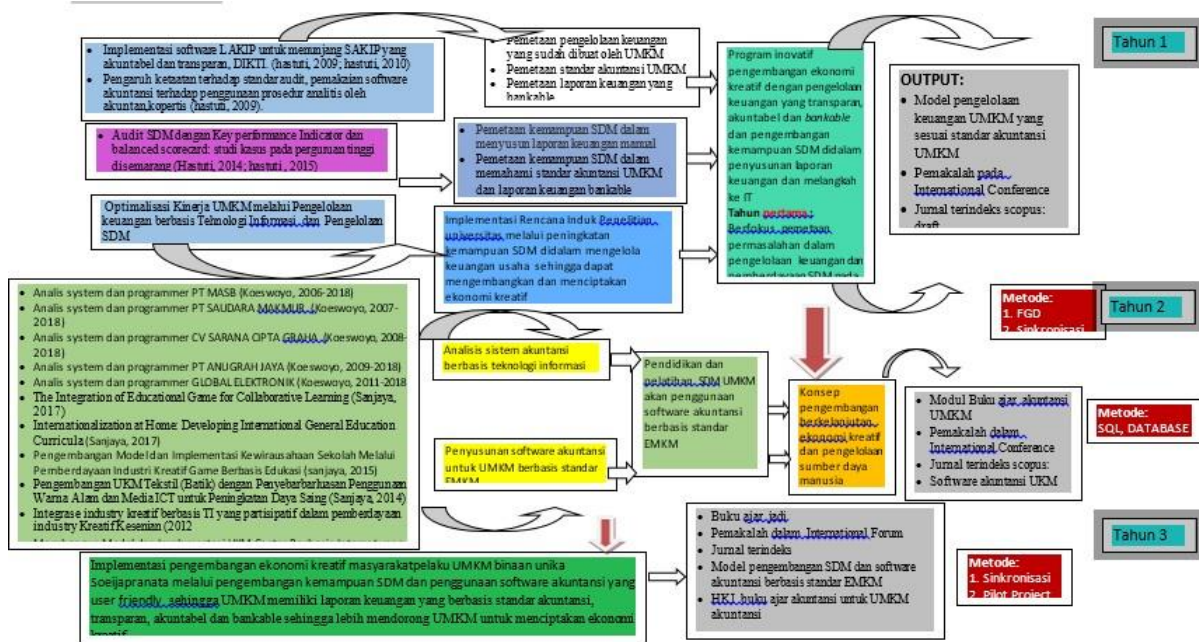 Tahun 1
• Implementasi software LAKIP untuk menunjang SAKIP yang
akuntabel dan transparan, DIKTI. (hastuti, 2009; hastuti, 2010)
• Pengaruh ketaatan terhadap standar audit, pemakaian software
akuntansi terhadap penggunaan prosedur analitis oleh
akuntan,kopertis (hastuti, 2009).
• Audit SDM dengan Key performance Indicator dan
balanced scorecard: studi kasus pada perguruan tinggi
disemarang (Hastuti, 2014; hastuti, 2015)
Optimalisasi Kinerja UMKM melalui Pengelolaan
keuangan berbasis Tehnologi Informasi dan Pengelolaan
SDM
• Pemetaan pengelolaan keuangan
yang sudah dibuat oleh UMKM
• Pemetaan standar akuntansi UMKM
• Pemetaan laporan keuangan yang
bankable
• Pemetaan kemampuan SDM dalam
menyusun laporan keuangan manual
• Pemetaan kemampuan SDM dalam
memahami standar akuntansi UMKM
dan laporan keuangan bankable
Implementasi Rencana Induk Penelitian
universitas melalui peningkatan
kemampuan SDM didalam mengelola
keuangan usaha sehingga dapat
mengembangkan dan menciptakan
ekonomi kreatif
Program inovatif
pengembangan ekonomi
kreatif dengan pengelolaan
keuangan yang transparan,
akuntabel dan bankable
dan pengembangan
kemampuan SDM didalam
penyusunan laporan
keuangan dan melangkah
ke IT
Tahun pertama :
Berfokus pemetaan
permasalahan dalam
pengelolaan keuangan dan
pemberdayaan SDM pada
OUTPUT:
• Model pengelolaan
keuangan UMKM yang
sesuai standar akuntansi
UMKM
• Pemakalah pada
International Conference
• Jurnal terindeks scopus:
draft
Metode:
1. FGD
2. Sinkronisasi
Tahun 2
• Analis system dan programmer PT MASB (Koeswoyo, 2006-2018)
• Analis system dan programmer PT SAUDARA MAKMUR (Koeswoyo, 2007-
2018)
• Analis system dan programmer CV SARANA CIPTA GRAHA (Koeswoyo, 2008-
2018)
• Analis system dan programmer PT ANUGRAH JAYA (Koeswoyo, 2009-2018)
• Analis system dan programmer GLOBAL ELEKTRONIK (Koeswoyo, 2011-2018
• The Integration of Educational Game for Collaborative Learning (Sanjaya,
2017)
• Internationalization at Home: Developing International General Education
Curricula (Sanjaya, 2017)
• Pengembangan Model dan Implementasi Kewirausahaan Sekolah Melalui
Pemberdayaan Industri Kreatif Game Berbasis Edukasi (sanjaya, 2015)
• Pengembangan UKM Tekstil (Batik) dengan Penyebarbarluasan Penggunaan
Warna Alam dan Media ICT untuk Peningkatan Daya Saing (Sanjaya, 2014)
• Integrase industry kreatif berbasis TI yang partisipatif dalam pemberdayaan
industry Kreatif Kesenian (2012
Analisis sistem akuntansi
berbasis teknologi informasi
Penyusunan software akuntansi
untuk UMKM berbasis standar
EMKM
Pendidikan dan
pelatihan SDM UMKM
akan penggunaan
software akuntansi
berbasis standar
EMKM
Konsep
pengembangan
berkelanjutan
ekonomi kreatif
dan pengelolaan
sumber daya
manusia
• Modul Buku ajar akuntansi
UMKM
• Pemakalah dalam
International Conference
• Jurnal terindeks scopus:
• Software akuntansi UKM
Metode:
SQL, DATABASE
Tahun 3
Implementasi pengembangan ekonomi kreatif masyarakatpelaku UMKM binaan unika
Soeijapranata melalui pengembangan kemampuan SDM dan penggunaan software akuntansi yang
user friendly sehingga UMKM memiliki laporan keuangan yang berbasis standar akuntansi,
transparan, akuntabel dan bankable sehingga lebih mendorong UMKM untuk menciptakan ekonomi
kreatif
• Buku ajar jadi
• Pemakalah dalam International Forum
• Jurnal terindeks
• Model pengembangan SDM dan software
akuntansi berbasis standar EMKM
• HKI buku ajar akuntansi untuk UMKM
akuntansi
Metode:
1. Sinkronisasi
2. Pilot Project